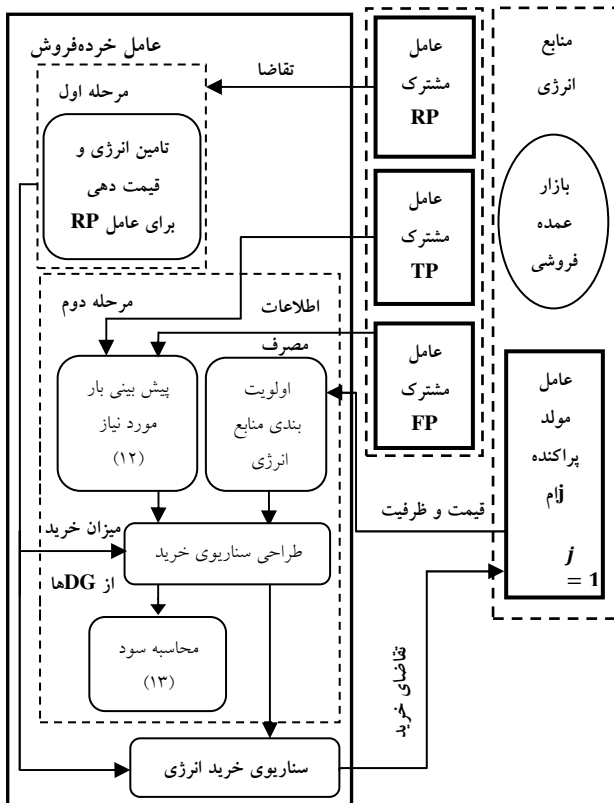 منابع
انرژی
بازار
عمده
فروشی
عامل
مولد
پراکنده
jاُم
j
= 1
عامل
مشترک
RP
عامل
مشترک
TP
عامل
مشترک
FP
تقاضا
اطلاعات
مصرف
قیمت و ظرفیت
تقاضای خرید
عامل خرده‌فروش
مرحله اول
تامین انرژی و
قیمت دهی
برای عامل RP
مرحله دوم
اولویت
بندی منابع
انرژی
پیش بینی بار
مورد نیاز
(۱۲)
میزان خرید
از DGها
طراحی سناریوی خرید
محاسبه سود
(۱۳)
سناریوی خرید انرژی